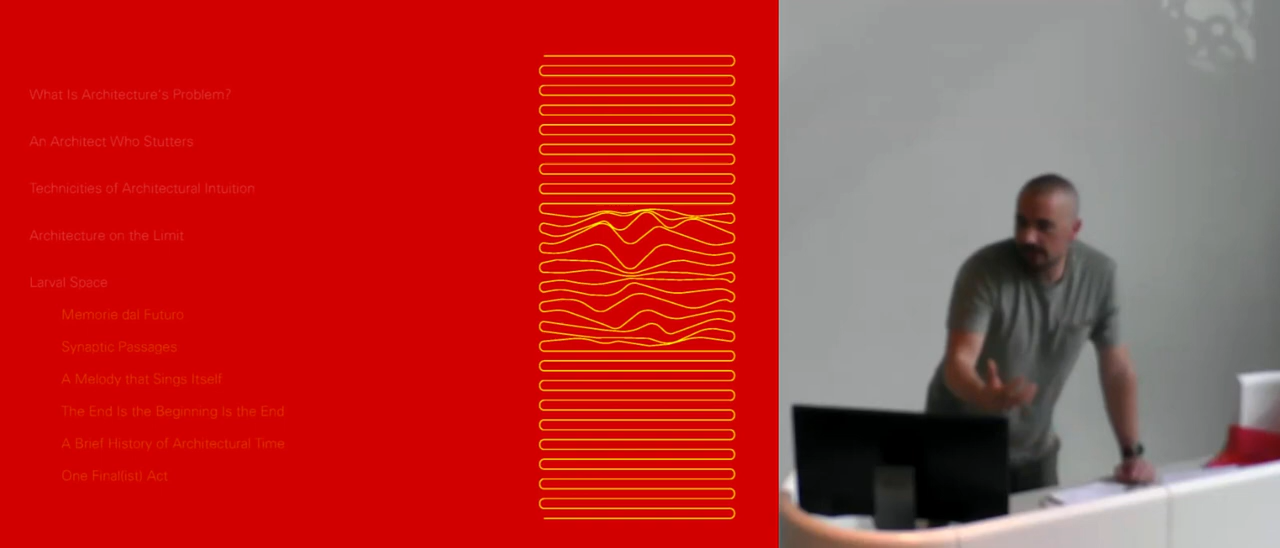 What Is Architecture's Problem?
An Architect Who Stutters
Technicities of Architectural Intuition
Architecture on the Limit
Larval Space
Memorie dal Futuro
Synaptic Passages
A Melody that Sings Itself
The End Is the Beginning Is the End
A Brief History of Architectural Time
One Final(ist) Act